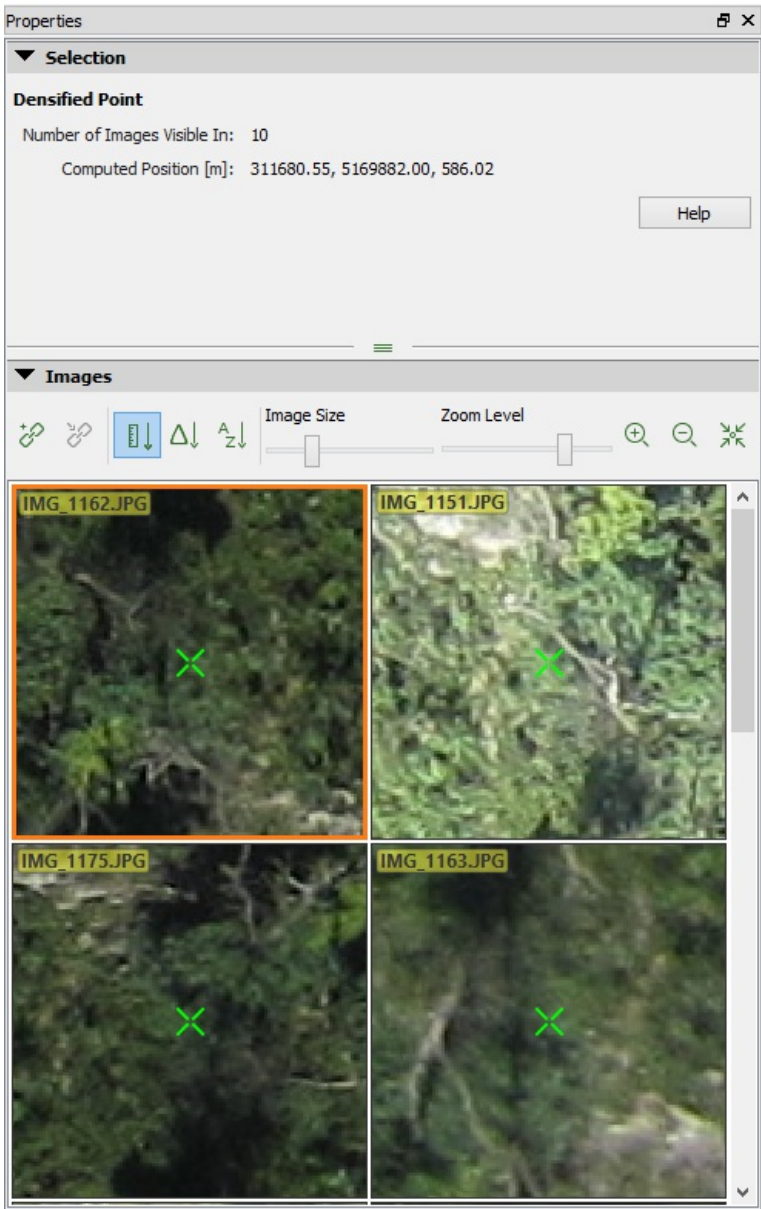 Properties
Selection
Densified Point
Number of Images Visible In: 10
Computed Position [m]: 311680.55, 5169882.00, 586.02
Help
Images
Image Size
Zoom Level
A
Z
IMG_1162.JPG
IMG_1151.JPG
IMG_1175.JPG
IMG_1163.JPG